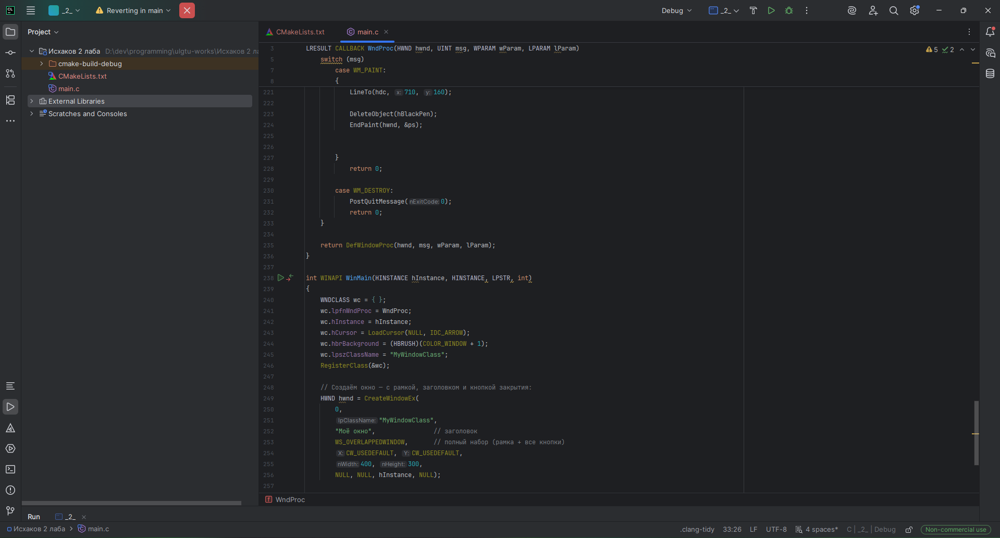 CL _2_ Reverting in main Debug _2_
Project
Исхаков 2 лаба D:\dev\programming\ulgtu-works\Исхаков 2 ла
cmake-build-debug
CMakeLists.txt
main.c
External Libraries
Scratches and Consoles
CMakeLists.txt main.c
5 2
3 LRESULT CALLBACK WndProc(HWND hwnd, UINT msg, WPARAM wParam, LPARAM lParam)
5 switch (msg)
7 case WM_PAINT:
8 {
221 LineTo(hdc, x: 710, y: 160);
222
223 DeleteObject(hBlackPen);
224 EndPaint(hwnd, &ps);
225
226
227 }
228 return 0;
229
230 case WM_DESTROY:
231 PostQuitMessage( nExitCode: 0);
232 return 0;
233 }
234
235 return DefWindowProc(hwnd, msg, wParam, lParam);
236 }
237
238 int WINAPI WinMain(HINSTANCE hInstance, HINSTANCE, LPSTR, int)
239 {
240 WNDCLASS wc = { };
241 wc.lpfnWndProc = WndProc;
242 wc.hInstance = hInstance;
243 wc.hCursor = LoadCursor(NULL, IDC_ARROW);
244 wc.hbrBackground = (HBRUSH)(COLOR_WINDOW + 1);
245 wc.lpszClassName = "MyWindowClass";
246 RegisterClass(&wc);
247
248 // Создаём окно — с рамкой, заголовком и кнопкой закрытия:
249 HWND hwnd = CreateWindowEx(
250 0,
251 lpClassName: "MyWindowClass",
252 "Моё окно", // заголовок
253 WS_OVERLAPPEDWINDOW, // полный набор (рамка + все кнопки)
254 X: CW_USEDEFAULT, Y: CW_USEDEFAULT,
255 nWidth: 400, nHeight: 300,
256 NULL, NULL, hInstance, NULL);
257
f WndProc
Run _2_
Исхаков 2 лаба main.c .clang-tidy 33:26 LF UTF-8 4 spaces* C | _2_ | Debug Non-commercial use